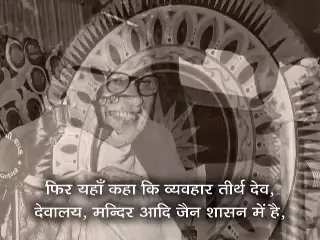 फिर यहाँ कहा कि व्यवहार तीर्थ देव,
देवालय, मन्दिर आदि जैन शासन में है,